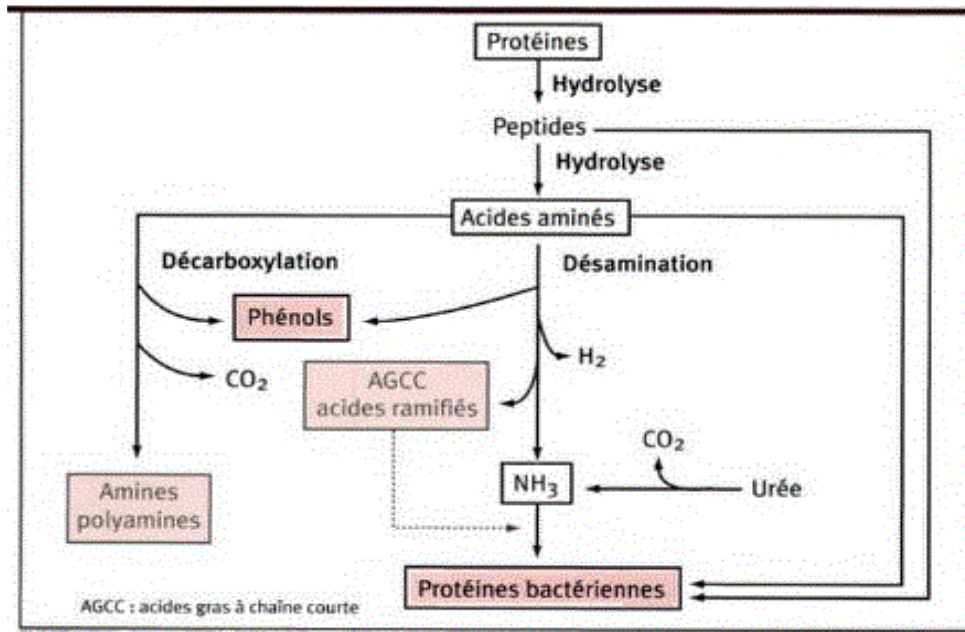 Protéines
Hydrolyse
Peptides
Hydrolyse
Acides aminés
Décarboxylation
Désamination
Phénols
H₂
CO₂
AGCC
acides ramifiés
CO₂
Amines
polyamines
NH₃
Urée
Protéines bactériennes
AGCC : acides gras à chaîne courte